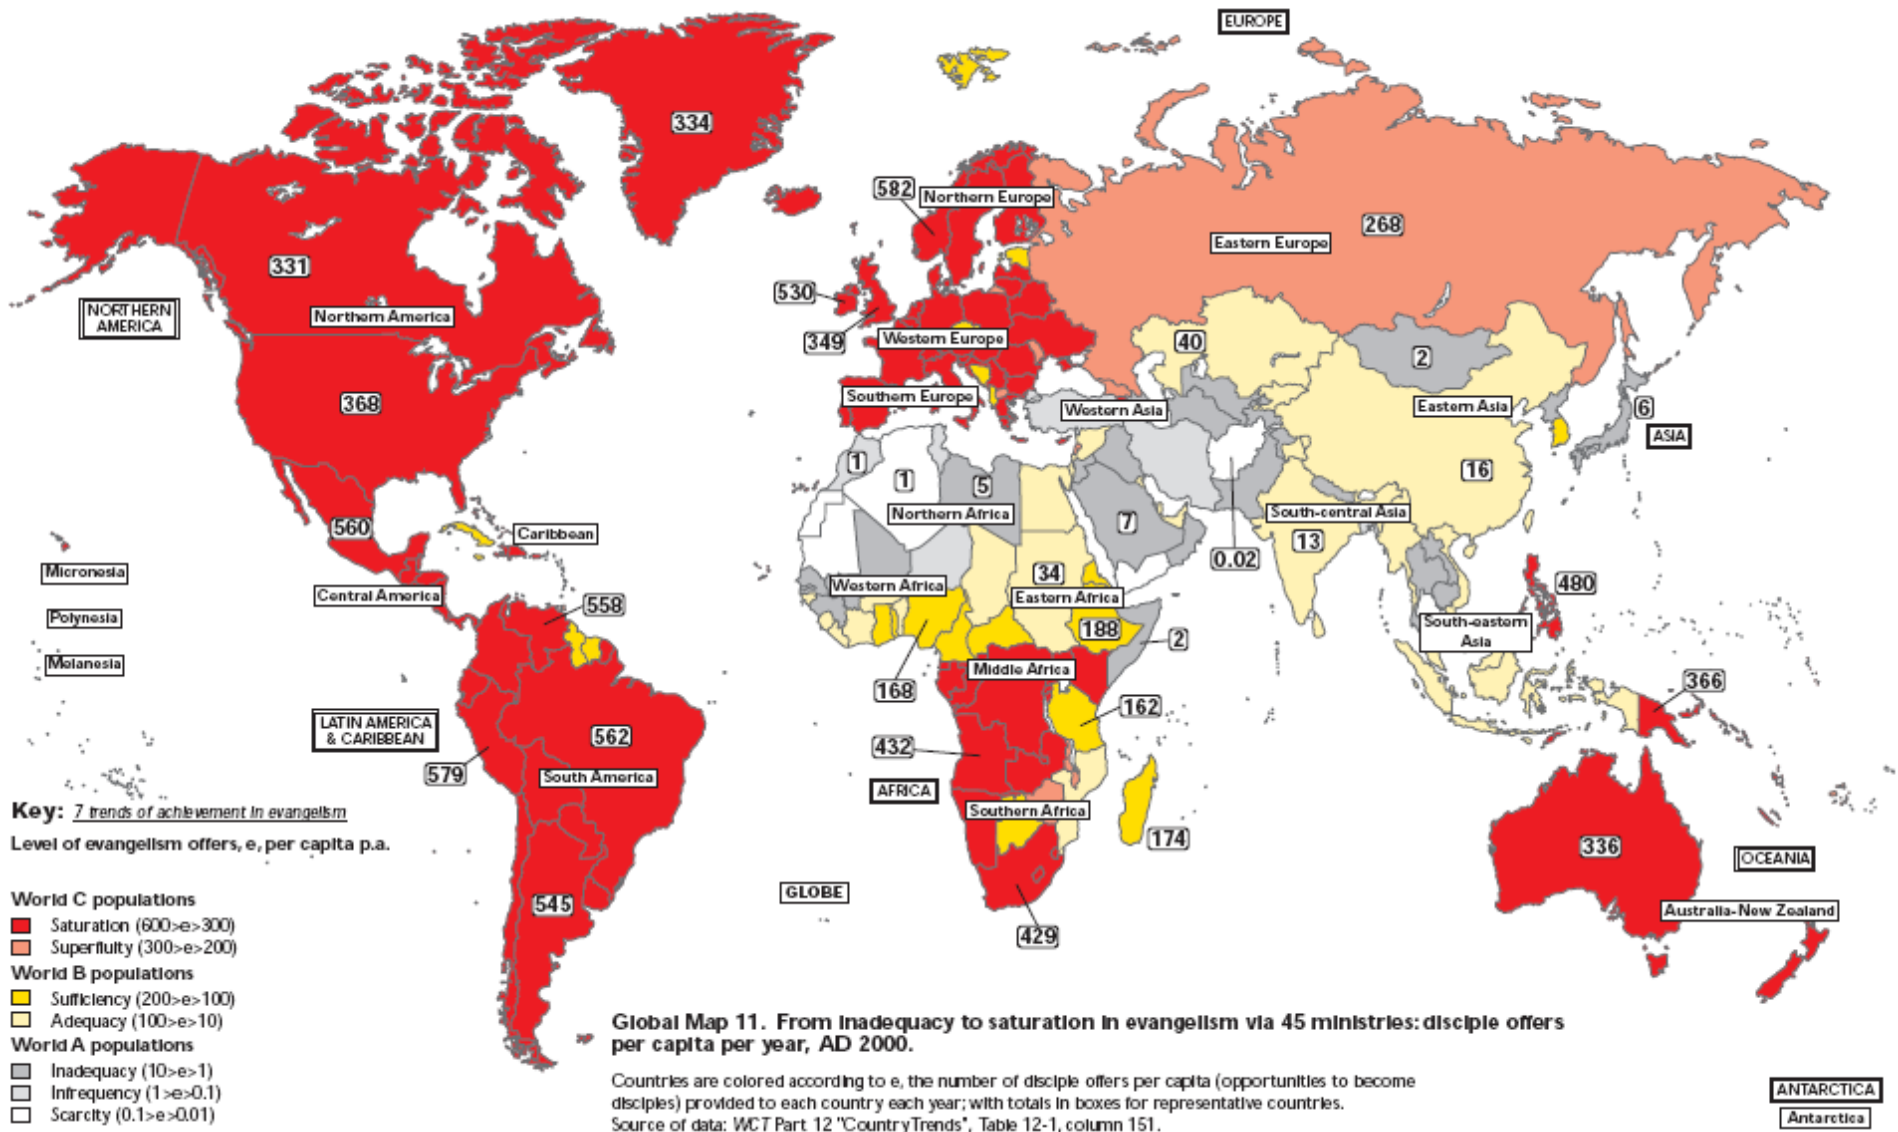 EUROPE
334
582
Northern Europe
268
Eastern Europe
331
530
NORTHERN
AMERICA
Northern America
349
Western Europe
40
2
368
Southern Europe
Western Asia
Eastern Asia
6
ASIA
1
1
5
16
560
Northern Africa
7
South-central Asia
Caribbean
13
0.02
Micronesia
34
480
Western Africa
Central America
Eastern Africa
558
Polynesia
188
South-eastern
Asia
2
Melanesia
Middle Africa
168
366
162
LATIN AMERICA
& CARIBBEAN
562
432
579
South America
AFRICA
Southern Africa
174
336
OCEANIA
GLOBE
545
429
Australia-New Zealand
Key: 7 trends of achievement in evangelism
Level of evangelism offers, e, per capita p.a.
World C populations
Saturation (600>e>300)
Superfluity (300>e>200)
World B populations
Sufficiency (200>e>100)
Adequacy (100>e>10)
World A populations
Inadequacy (10>e>1)
Infrequency (1>e>0.1)
Scarcity (0.1>e>0.01)
Global Map 11. From inadequacy to saturation in evangelism via 45 ministries: disciple offers
per capita per year, AD 2000.
Countries are colored according to e, the number of disciple offers per capita (opportunities to become
disciples) provided to each country each year; with totals in boxes for representative countries.
Source of data: WCT Part 12 "CountryTrends", Table 12-1, column 151.
ANTARCTICA
Antarctica